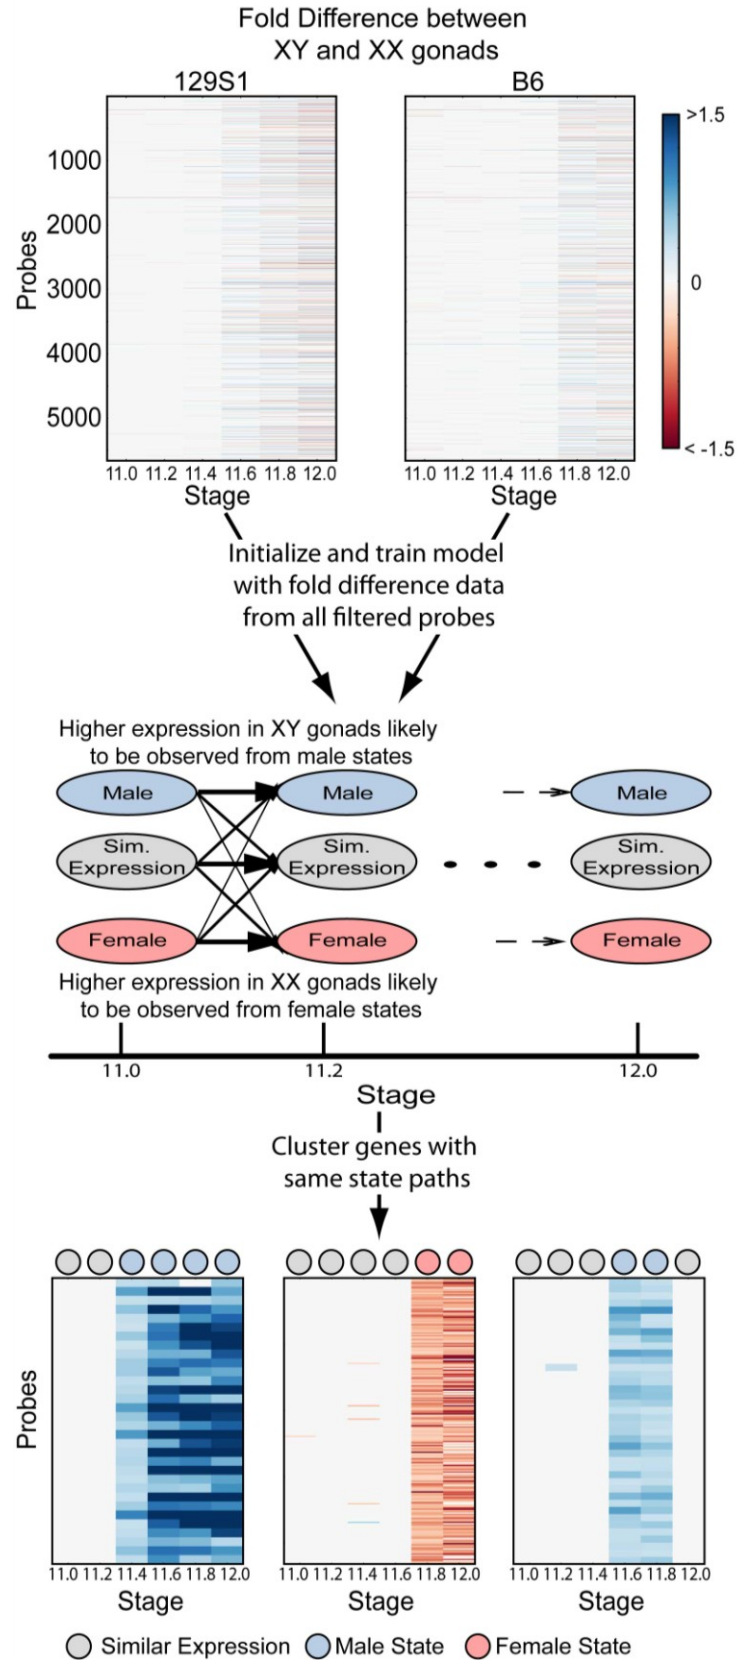 Fold Difference between
XY and XX gonads
129S1
B6
Probes
1000
2000
3000
4000
5000
>1.5
0
< -1.5
11.0 11.2 11.4 11.6 11.8 12.0
11.0 11.2 11.4 11.6 11.8 12.0
Stage
Stage
Initialize and train model
with fold difference data
from all filtered probes
Higher expression in XY gonads likely
to be observed from male states
Male
Male
Male
Sim.
Expression
Sim.
Expression
Sim.
Expression
Female
Female
Female
Higher expression in XX gonads likely
to be observed from female states
11.0
11.2
12.0
Stage
Cluster genes with
same state paths
Probes
11.0 11.2 11.4 11.6 11.8 12.0
11.0 11.2 11.4 11.6 11.8 12.0
11.0 11.2 11.4 11.6 11.8 12.0
Stage
Stage
Stage
Similar Expression
Male State
Female State